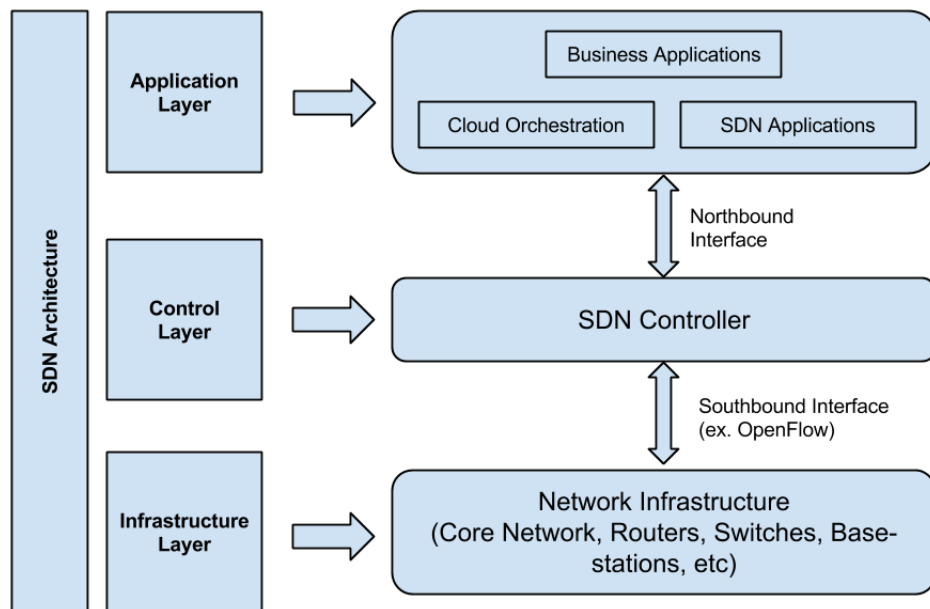 SDN Architecture
Application
Layer
Business Applications
Cloud Orchestration
SDN Applications
Northbound
Interface
Control
Layer
SDN Controller
Southbound Interface
(ex. OpenFlow)
Infrastructure
Layer
Network Infrastructure
(Core Network, Routers, Switches, Base-
stations, etc)